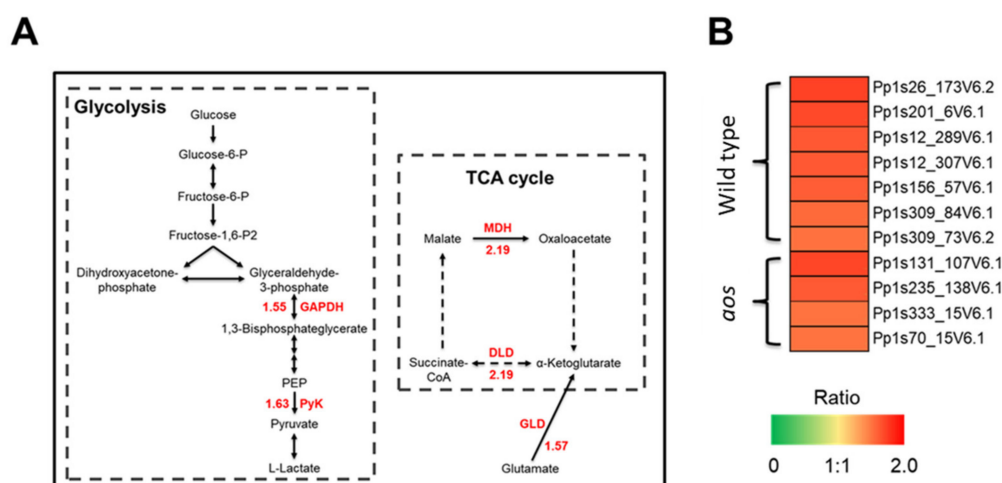 A
B
Glycolysis
Glucose
Glucose-6-P
Fructose-6-P
Fructose-1,6-P2
Dihydroxyacetone-
phosphate
Glyceraldehyde-
3-phosphate
1.55 GAPDH
1,3-Bisphosphateglycerate
PEP
1.63 PyK
Pyruvate
L-Lactate
TCA cycle
MDH
Malate
Oxaloacetate
2.19
DLD
Succinate-
CoA
α-Ketoglutarate
2.19
GLD
1.57
Glutamate
Wild type
Pp1s26_173V6.2
Pp1s201_6V6.1
Pp1s12_289V6.1
Pp1s12_307V6.1
Pp1s156_57V6.1
Pp1s309_84V6.1
Pp1s309_73V6.2
aos
Pp1s131_107V6.1
Pp1s235_138V6.1
Pp1s333_15V6.1
Pp1s70_15V6.1
Ratio
0 1:1 2.0